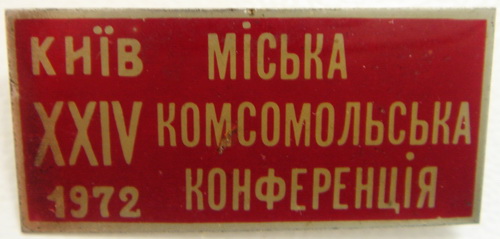 КИЇВ МІСЬКА
XXIV КОМСОМОЛЬСЬКА
1972 КОНФЕРЕНЦІЯ